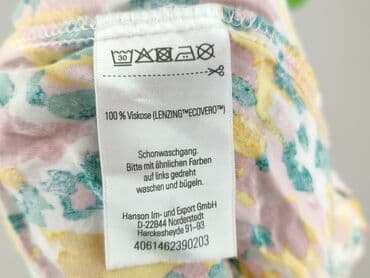 30
100 % Viskose (LENZING™ECOVERO™)
Schonwaschgang.
Bitte mit ähnlichen Farben
auf links gedreht
waschen und bügeln.
Hanson Im- und Export GmbH
D-22844 Norderstedt
Harckesheyde 91-93
4061462390203